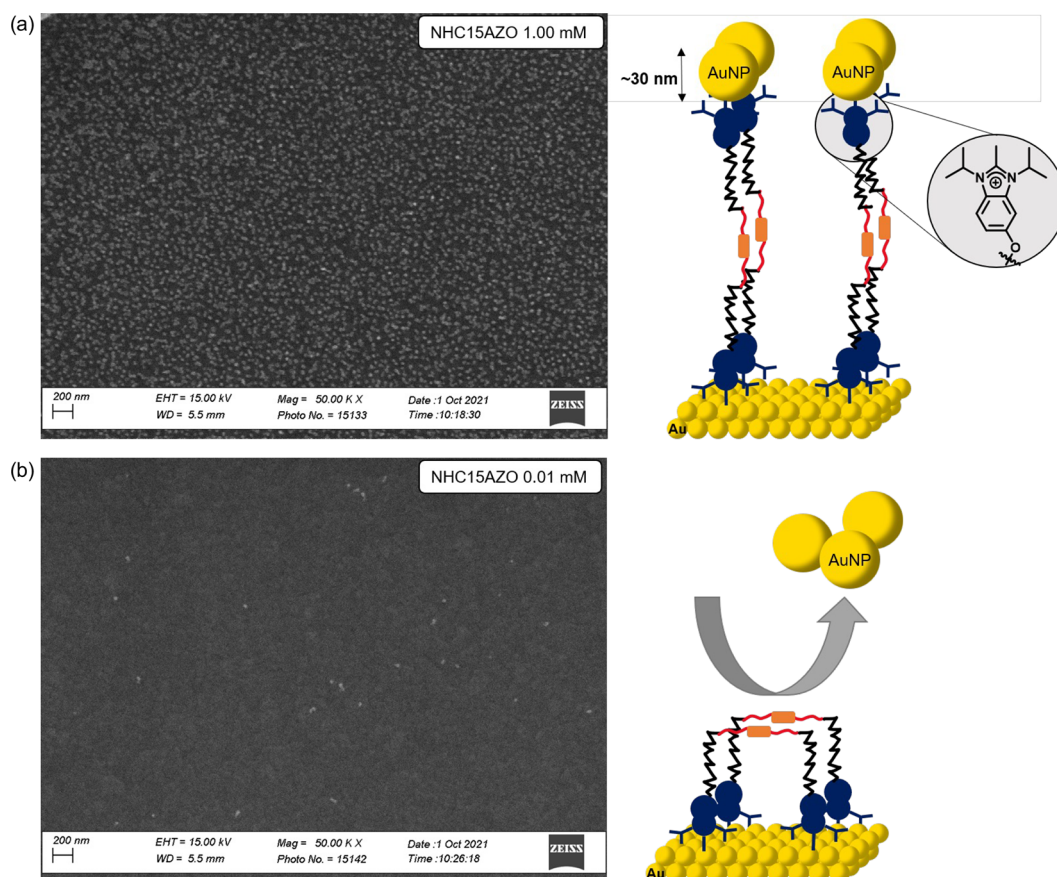 (a)
NHC15AZO 1.00 mM
200 nm
EHT = 15.00 kV
WD = 5.5 mm
Mag = 50.00 K X
Photo No. = 15133
Date :1 Oct 2021
Time :10:18:30
ZEISS
~30 nm
AuNP
AuNP
N
N
+
O
Au
(b)
NHC15AZO 0.01 mM
200 nm
EHT = 15.00 kV
WD = 5.5 mm
Mag = 50.00 K X
Photo No. = 15142
Date :1 Oct 2021
Time :10:26:18
ZEISS
AuNP
Au